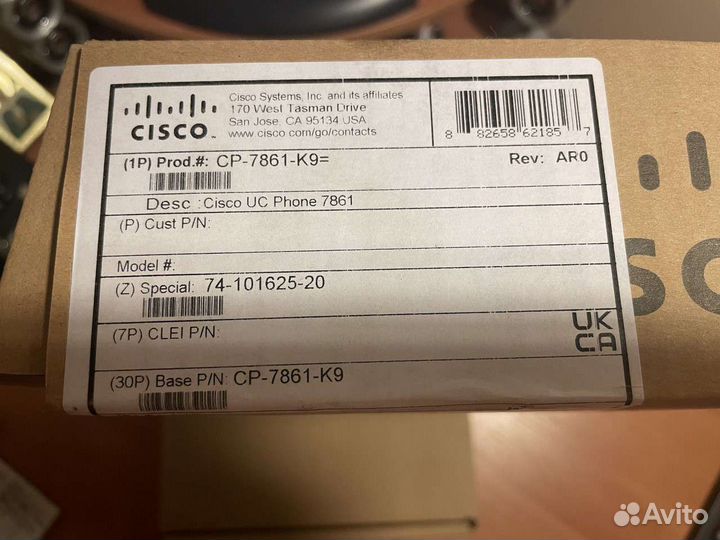 Cisco Systems, Inc. and its affiliates
170 West Tasman Drive
San Jose, CA 95134 USA
www.cisco.com/go/contacts
CISCO™
8 82658 62185 7
(1P) Prod.#: CP-7861-K9=
Rev: AR0
Desc :Cisco UC Phone 7861
(P) Cust P/N:
Model #:
(Z) Special: 74-101625-20
(7P) CLEI P/N:
UK
CA
(30P) Base P/N: CP-7861-K9
SC
Avito